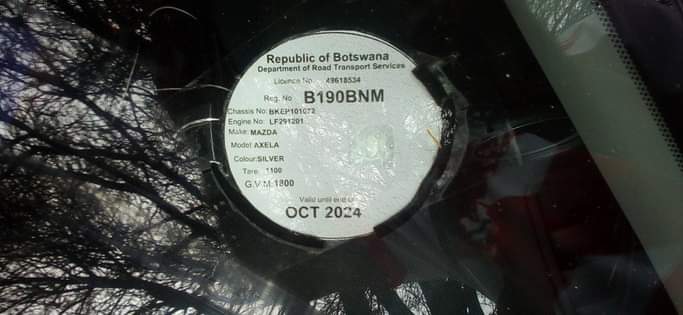 Republic of Botswana
Department of Road Transport Services
Licence No. 49618534
Reg. No B190BNM
Chassis No: BKEP101072
Engine No: LF291201
Make: MAZDA
Model: AXELA
Colour: SILVER
Tare: 1100
G.V.M: 1800
Valid until end of
OCT 2024